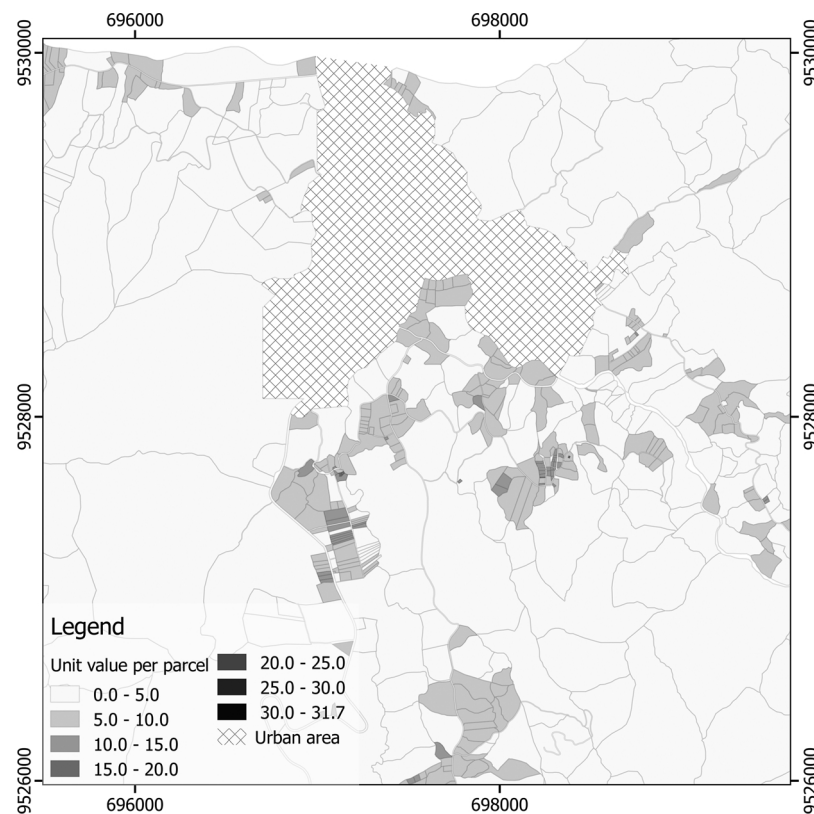 696000 698000
9530000 9530000
9528000 9528000
9526000 9526000
Legend
Unit value per parcel
0.0 - 5.0
5.0 - 10.0
10.0 - 15.0
15.0 - 20.0
20.0 - 25.0
25.0 - 30.0
30.0 - 31.7
Urban area
696000 698000